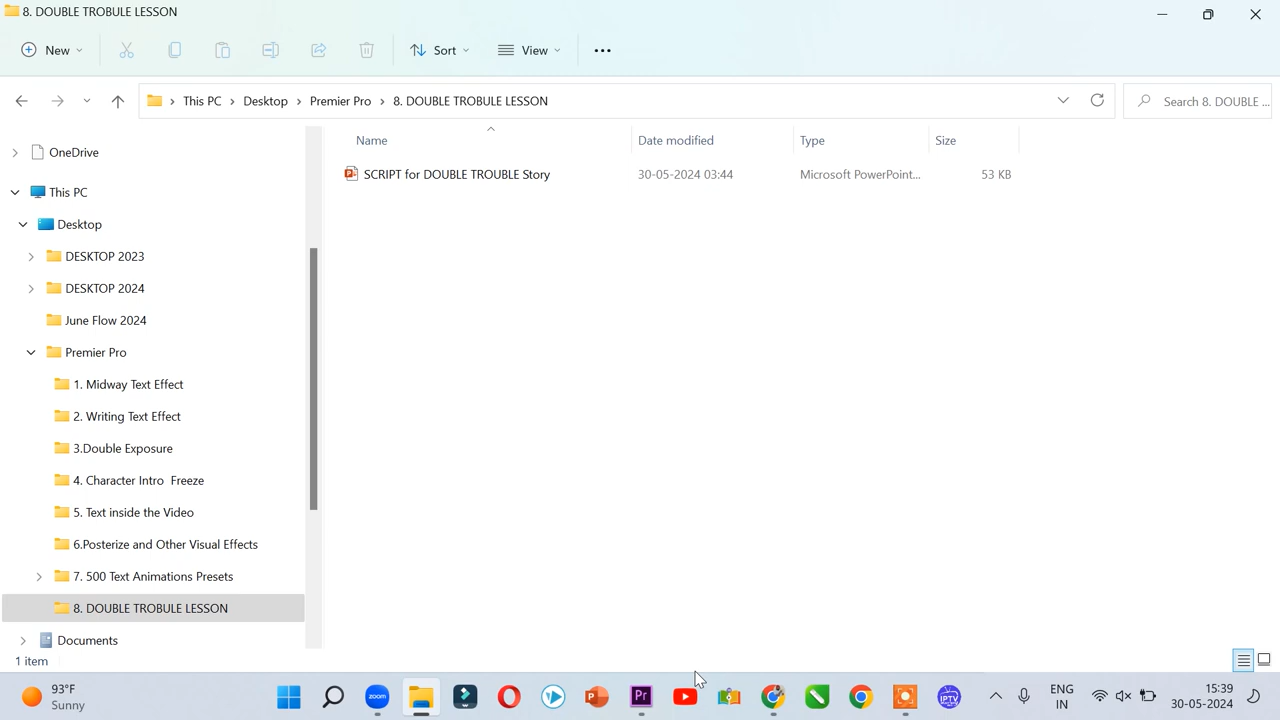 8. DOUBLE TROBULE LESSON
New
Sort
View
This PC
Desktop
Premier Pro
8. DOUBLE TROBULE LESSON
Search 8. DOUBLE ...
Name
Date modified
Type
Size
SCRIPT for DOUBLE TROUBLE Story
30-05-2024 03:44
Microsoft PowerPoint...
53 KB
OneDrive
This PC
Desktop
DESKTOP 2023
DESKTOP 2024
June Flow 2024
Premier Pro
1. Midway Text Effect
2. Writing Text Effect
3.Double Exposure
4. Character Intro  Freeze
5. Text inside the Video
6.Posterize and Other Visual Effects
7. 500 Text Animations Presets
8. DOUBLE TROBULE LESSON
Documents
1 item
93°F
Sunny
zoom
Pr
IPTV
ENG
IN
15:39
30-05-2024